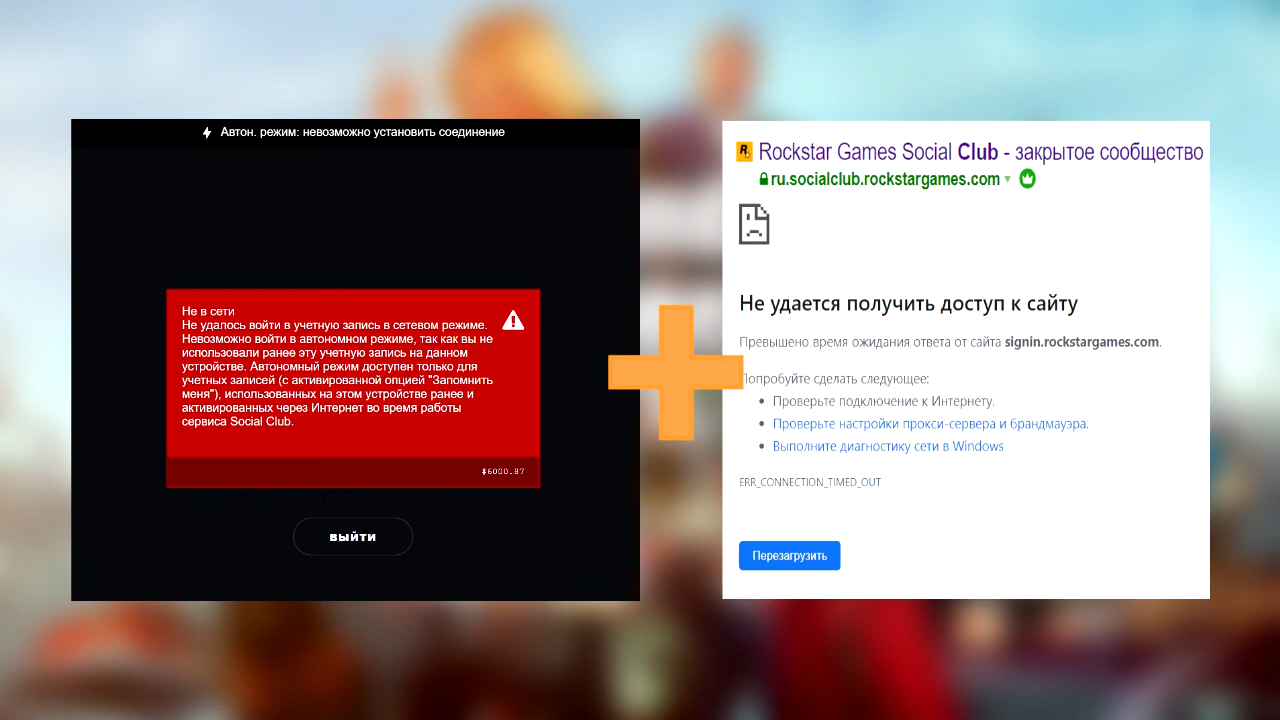 Автон. режим: невозможно установить соединение
Не в сети
Не удалось войти в учетную запись в сетевом режиме.
Невозможно войти в автономном режиме, так как вы не
использовали ранее эту учетную запись на данном
устройстве. Автономный режим доступен только для
учетных записей (с активированной опцией "Запомнить
меня"), использованных на этом устройстве ранее и
активированных через Интернет во время работы
сервиса Social Club.
$6000.87
выйти
Rockstar Games Social Club - закрытое сообщество
ru.socialclub.rockstargames.com
Не удается получить доступ к сайту
Превышено время ожидания ответа от сайта signin.rockstargames.com.
Попробуйте сделать следующее:
Проверьте подключение к Интернету.
Проверьте настройки прокси-сервера и брандмауэра.
Выполните диагностику сети в Windows
ERR_CONNECTION_TIMED_OUT
Перезагрузить